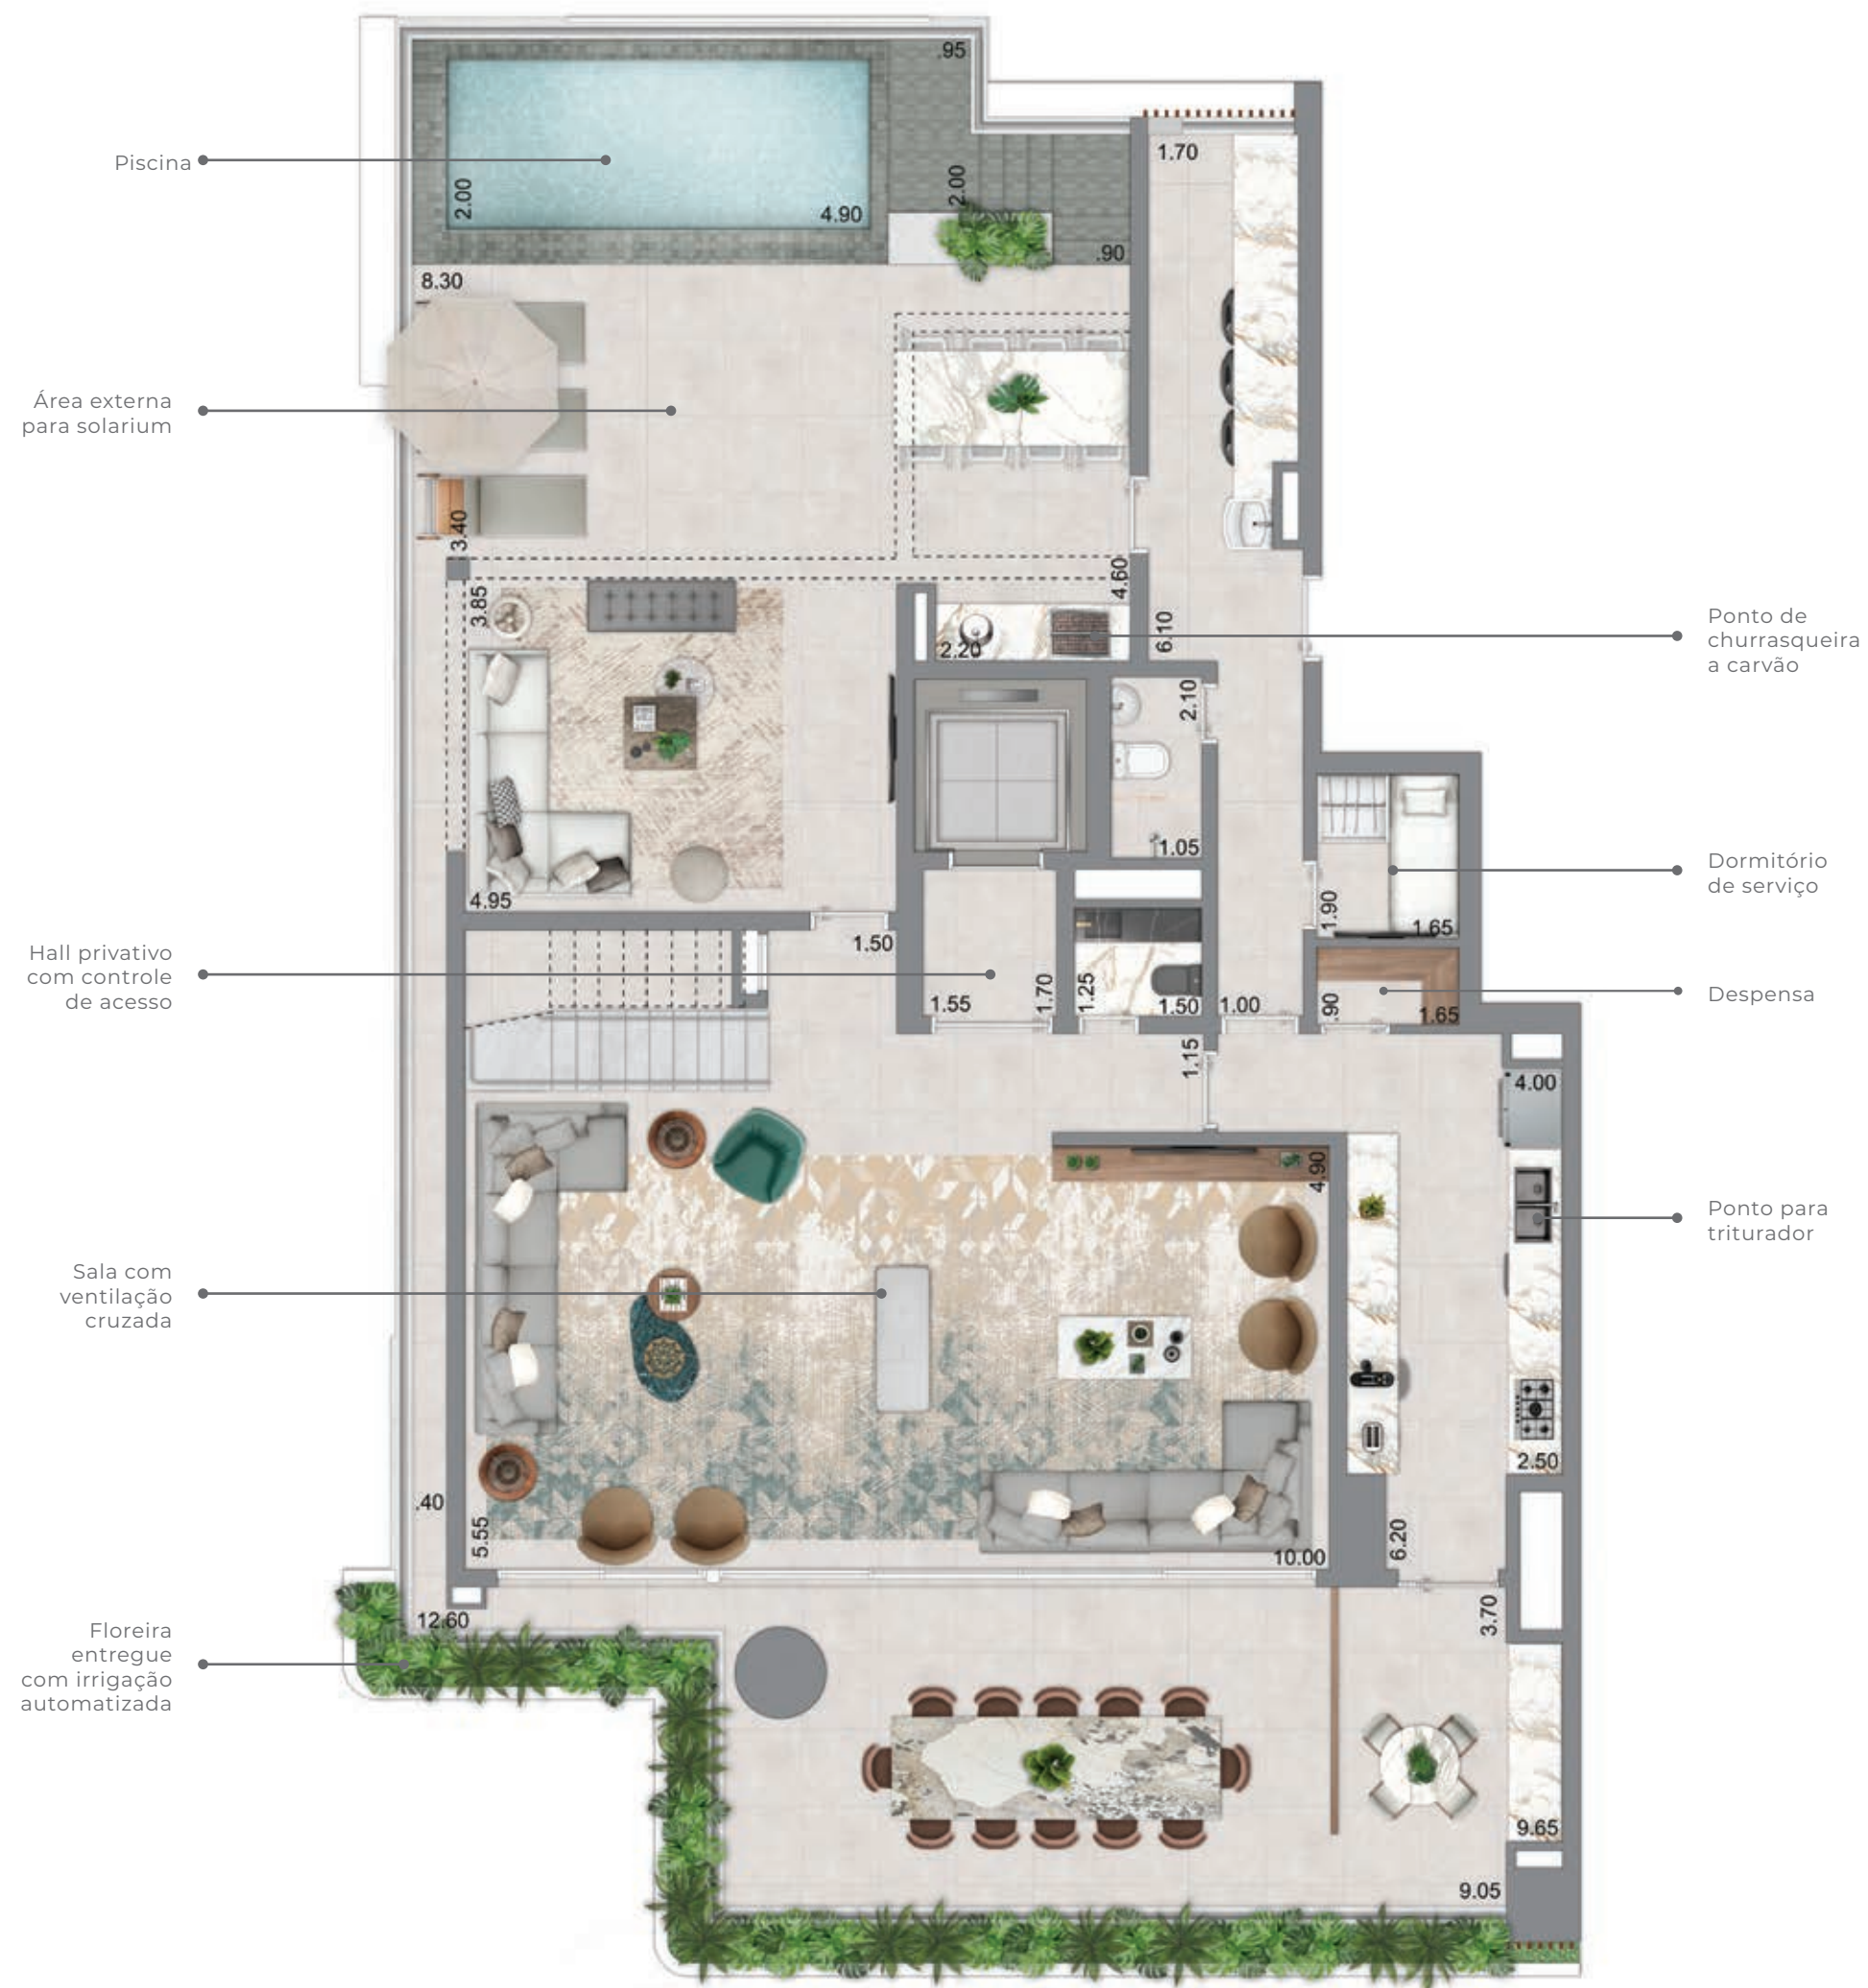 .95
1.70
Piscina
2.00
4.90
2.00
.90
8.30
Área externa
para solarium
3.40
3.85
4.60
6.10
2.20
Ponto de
churrasqueira
a carvão
2.10
1.05
Dormitório
de serviço
1.90
1.65
4.95
1.50
Hall privativo
com controle
de acesso
1.55
1.70
1.25
1.50
1.00
.90
1.65
Despensa
1.15
4.00
4.90
Ponto para
triturador
Sala com
ventilação
cruzada
2.50
.40
5.55
10.00
6.20
12.60
3.70
Floreira
entregue
com irrigação
automatizada
9.65
9.05